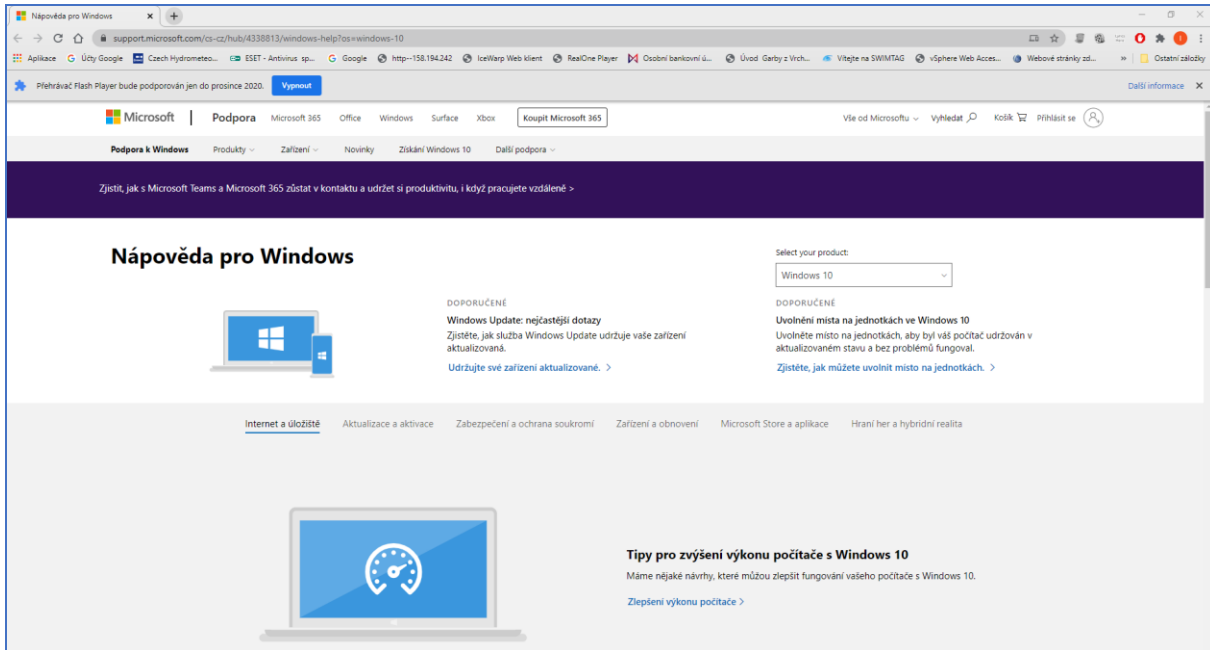 Nápověda pro Windows
support.microsoft.com/cs-cz/hub/4338813/windows-help?os=windows-10
Aplikace Účty Google Czech Hydrometeo... ESET - Antivirus sp... Google http--158.194.242 IceWarp Web klient RealOne Player Osobní bankovní ú... Úvod Garby z Vrch... Vítejte na SWIMTAG vSphere Web Acces... Webové stránky zd... » Ostatní záložky
Přehrávač Flash Player bude podporován jen do prosince 2020. Vypnout Další informace
Microsoft Podpora Microsoft 365 Office Windows Surface Xbox Koupit Microsoft 365 Vše od Microsoftu Vyhledat Košík Přihlásit se
Podpora k Windows Produkty Zařízení Novinky Získání Windows 10 Další podpora
Zjistit, jak s Microsoft Teams a Microsoft 365 zůstat v kontaktu a udržet si produktivitu, i když pracujete vzdáleně >
Nápověda pro Windows
Select your product:
Windows 10
DOPORUČENÉ
Windows Update: nejčastější dotazy
Zjistěte, jak služba Windows Update udržuje vaše zařízení
aktualizovaná.
Udržujte své zařízení aktualizované. >
DOPORUČENÉ
Uvolnění místa na jednotkách ve Windows 10
Uvolněte místo na jednotkách, aby byl váš počítač udržován v
aktualizovaném stavu a bez problémů fungoval.
Zjistěte, jak můžete uvolnit místo na jednotkách. >
Internet a úložiště Aktualizace a aktivace Zabezpečení a ochrana soukromí Zařízení a obnovení Microsoft Store a aplikace Hraní her a hybridní realita
Tipy pro zvýšení výkonu počítače s Windows 10
Máme nějaké návrhy, které můžou zlepšit fungování vašeho počítače s Windows 10.
Zlepšení výkonu počítače >